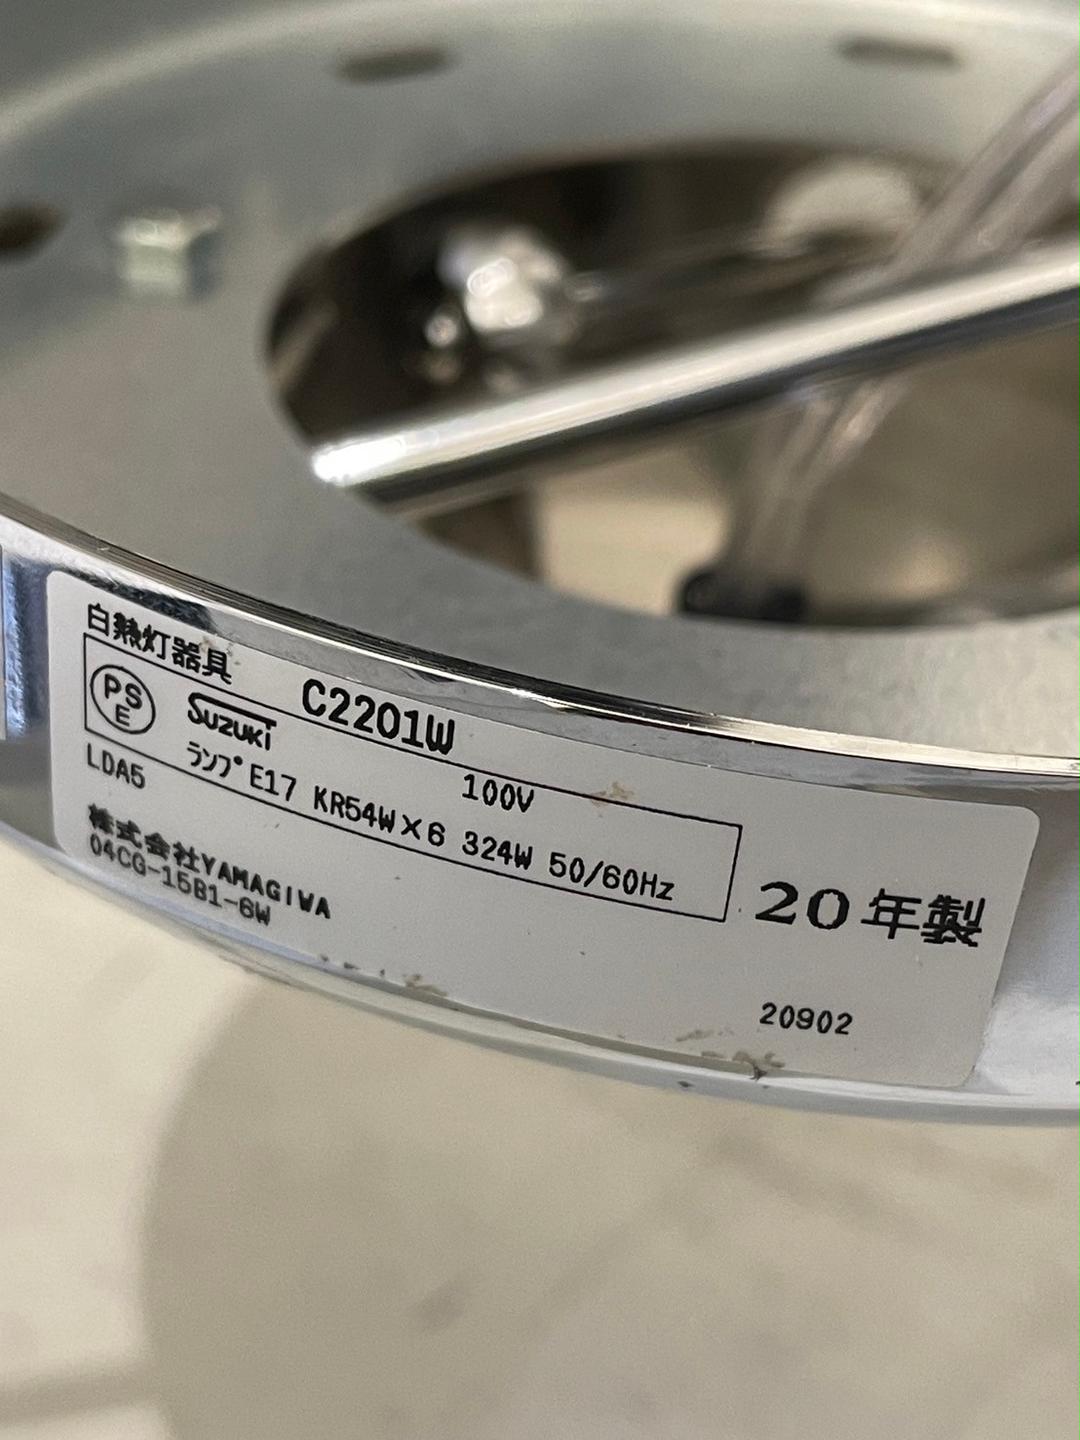 白熱灯器具 C2201W
PS
E
SUZUKI 100V
ランプ E17 KR54W×6 324W 50/60Hz
LDA5
株式会社YAMAGIWA
04CG-15B1-6W
20年製
20902